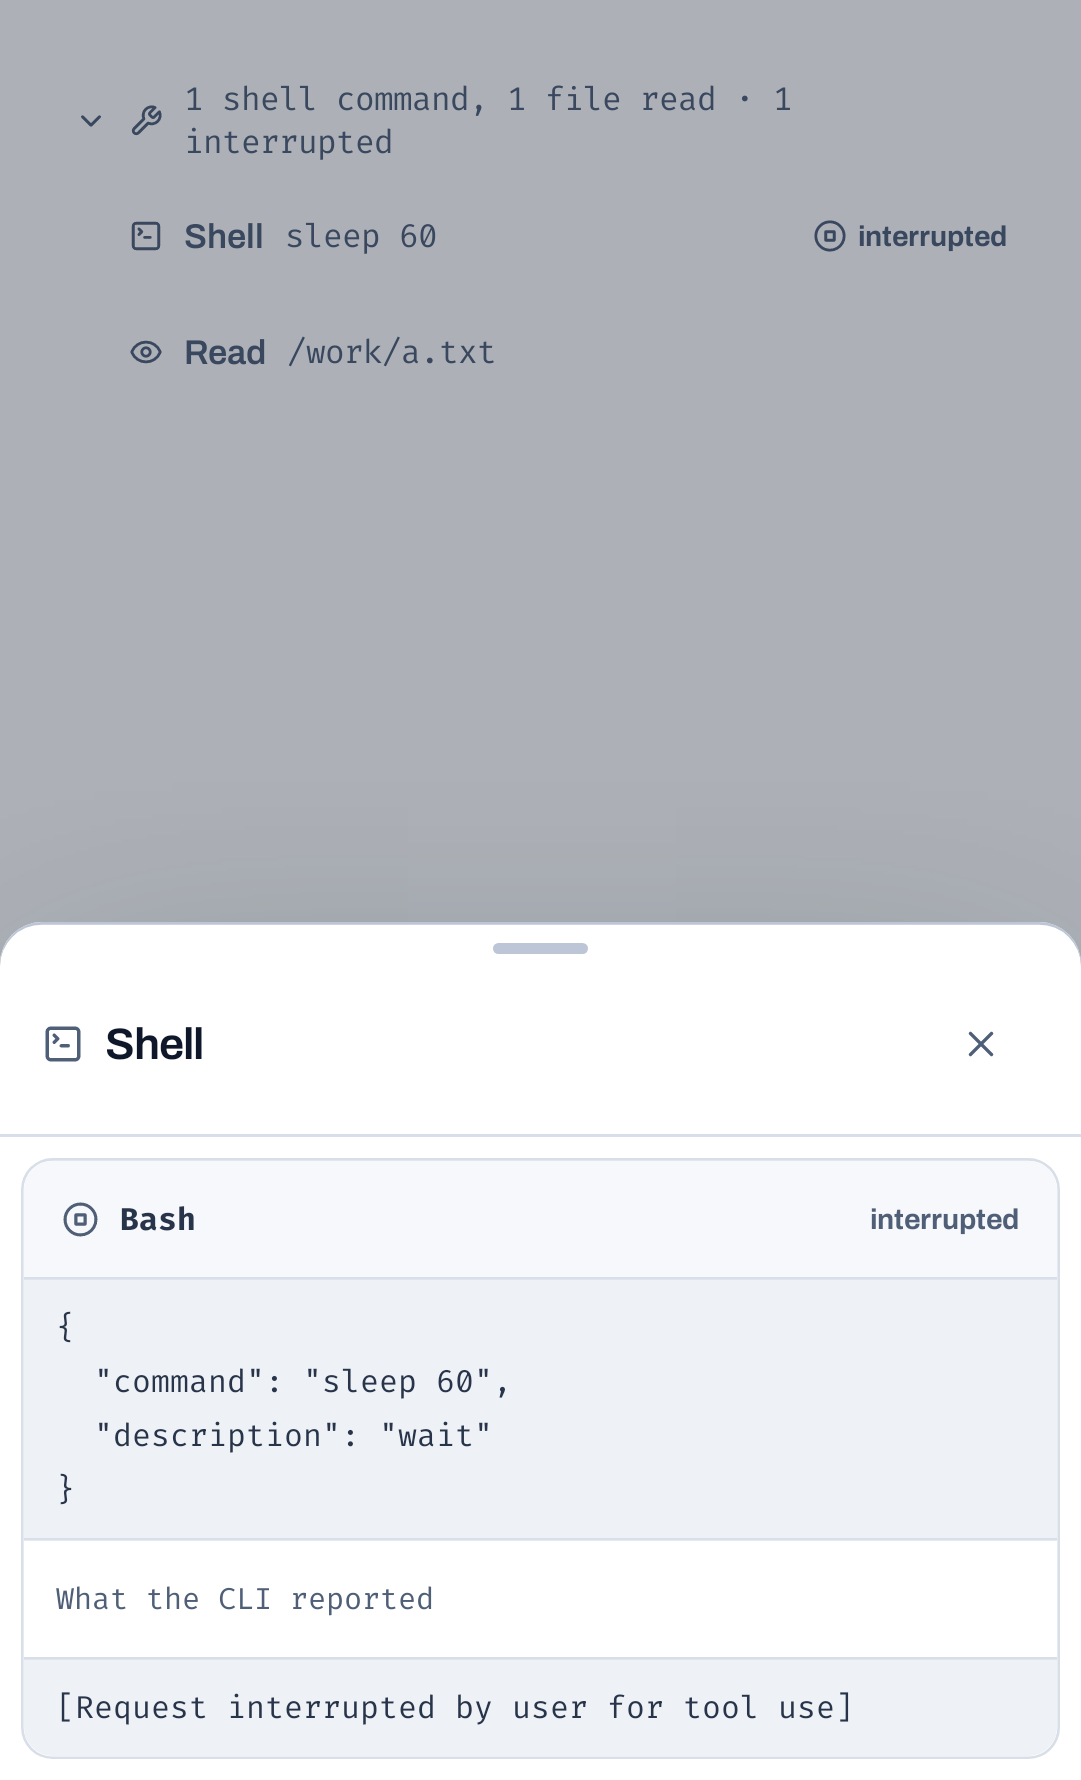 1 shell command, 1 file read · 1
interrupted
Shell sleep 60 interrupted
Read /work/a.txt
Shell
Bash interrupted
{
  "command": "sleep 60",
  "description": "wait"
}
What the CLI reported
[Request interrupted by user for tool use]